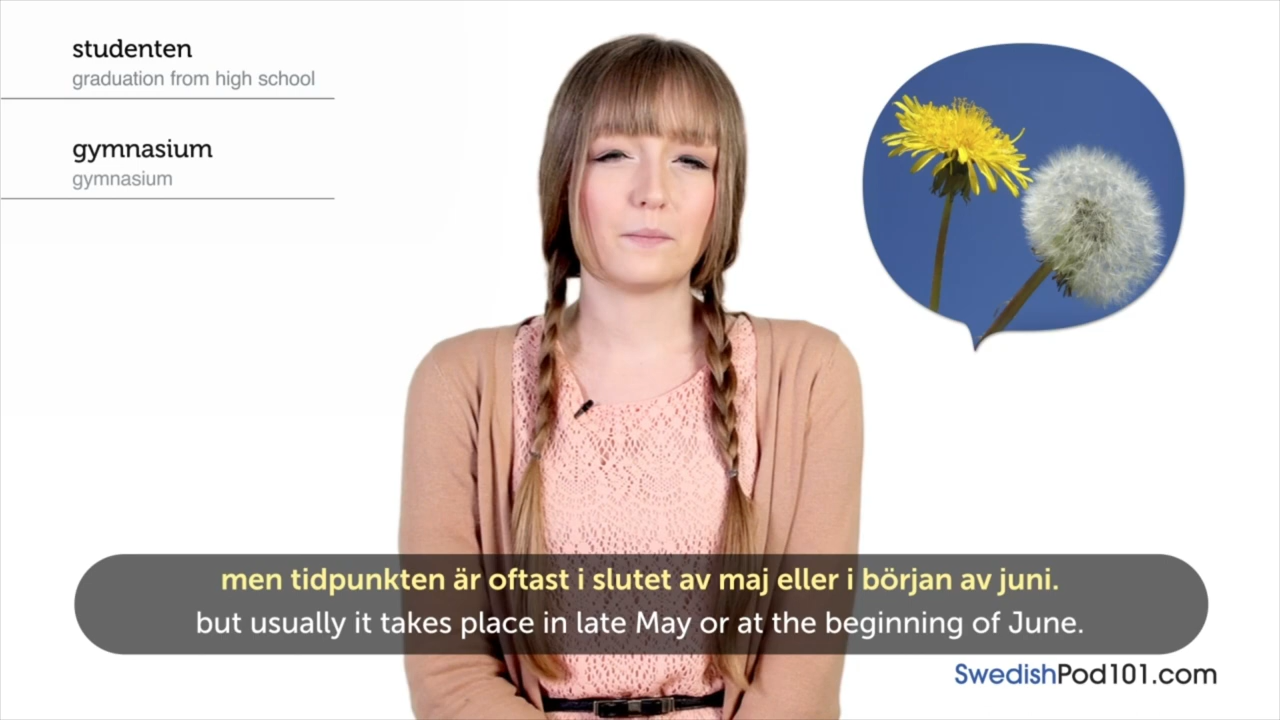 studenten
graduation from high school
gymnasium
gymnasium
men tidpunkten är oftast i slutet av maj eller i början av juni.
but usually it takes place in late May or at the beginning of June.
SwedishPod101.com